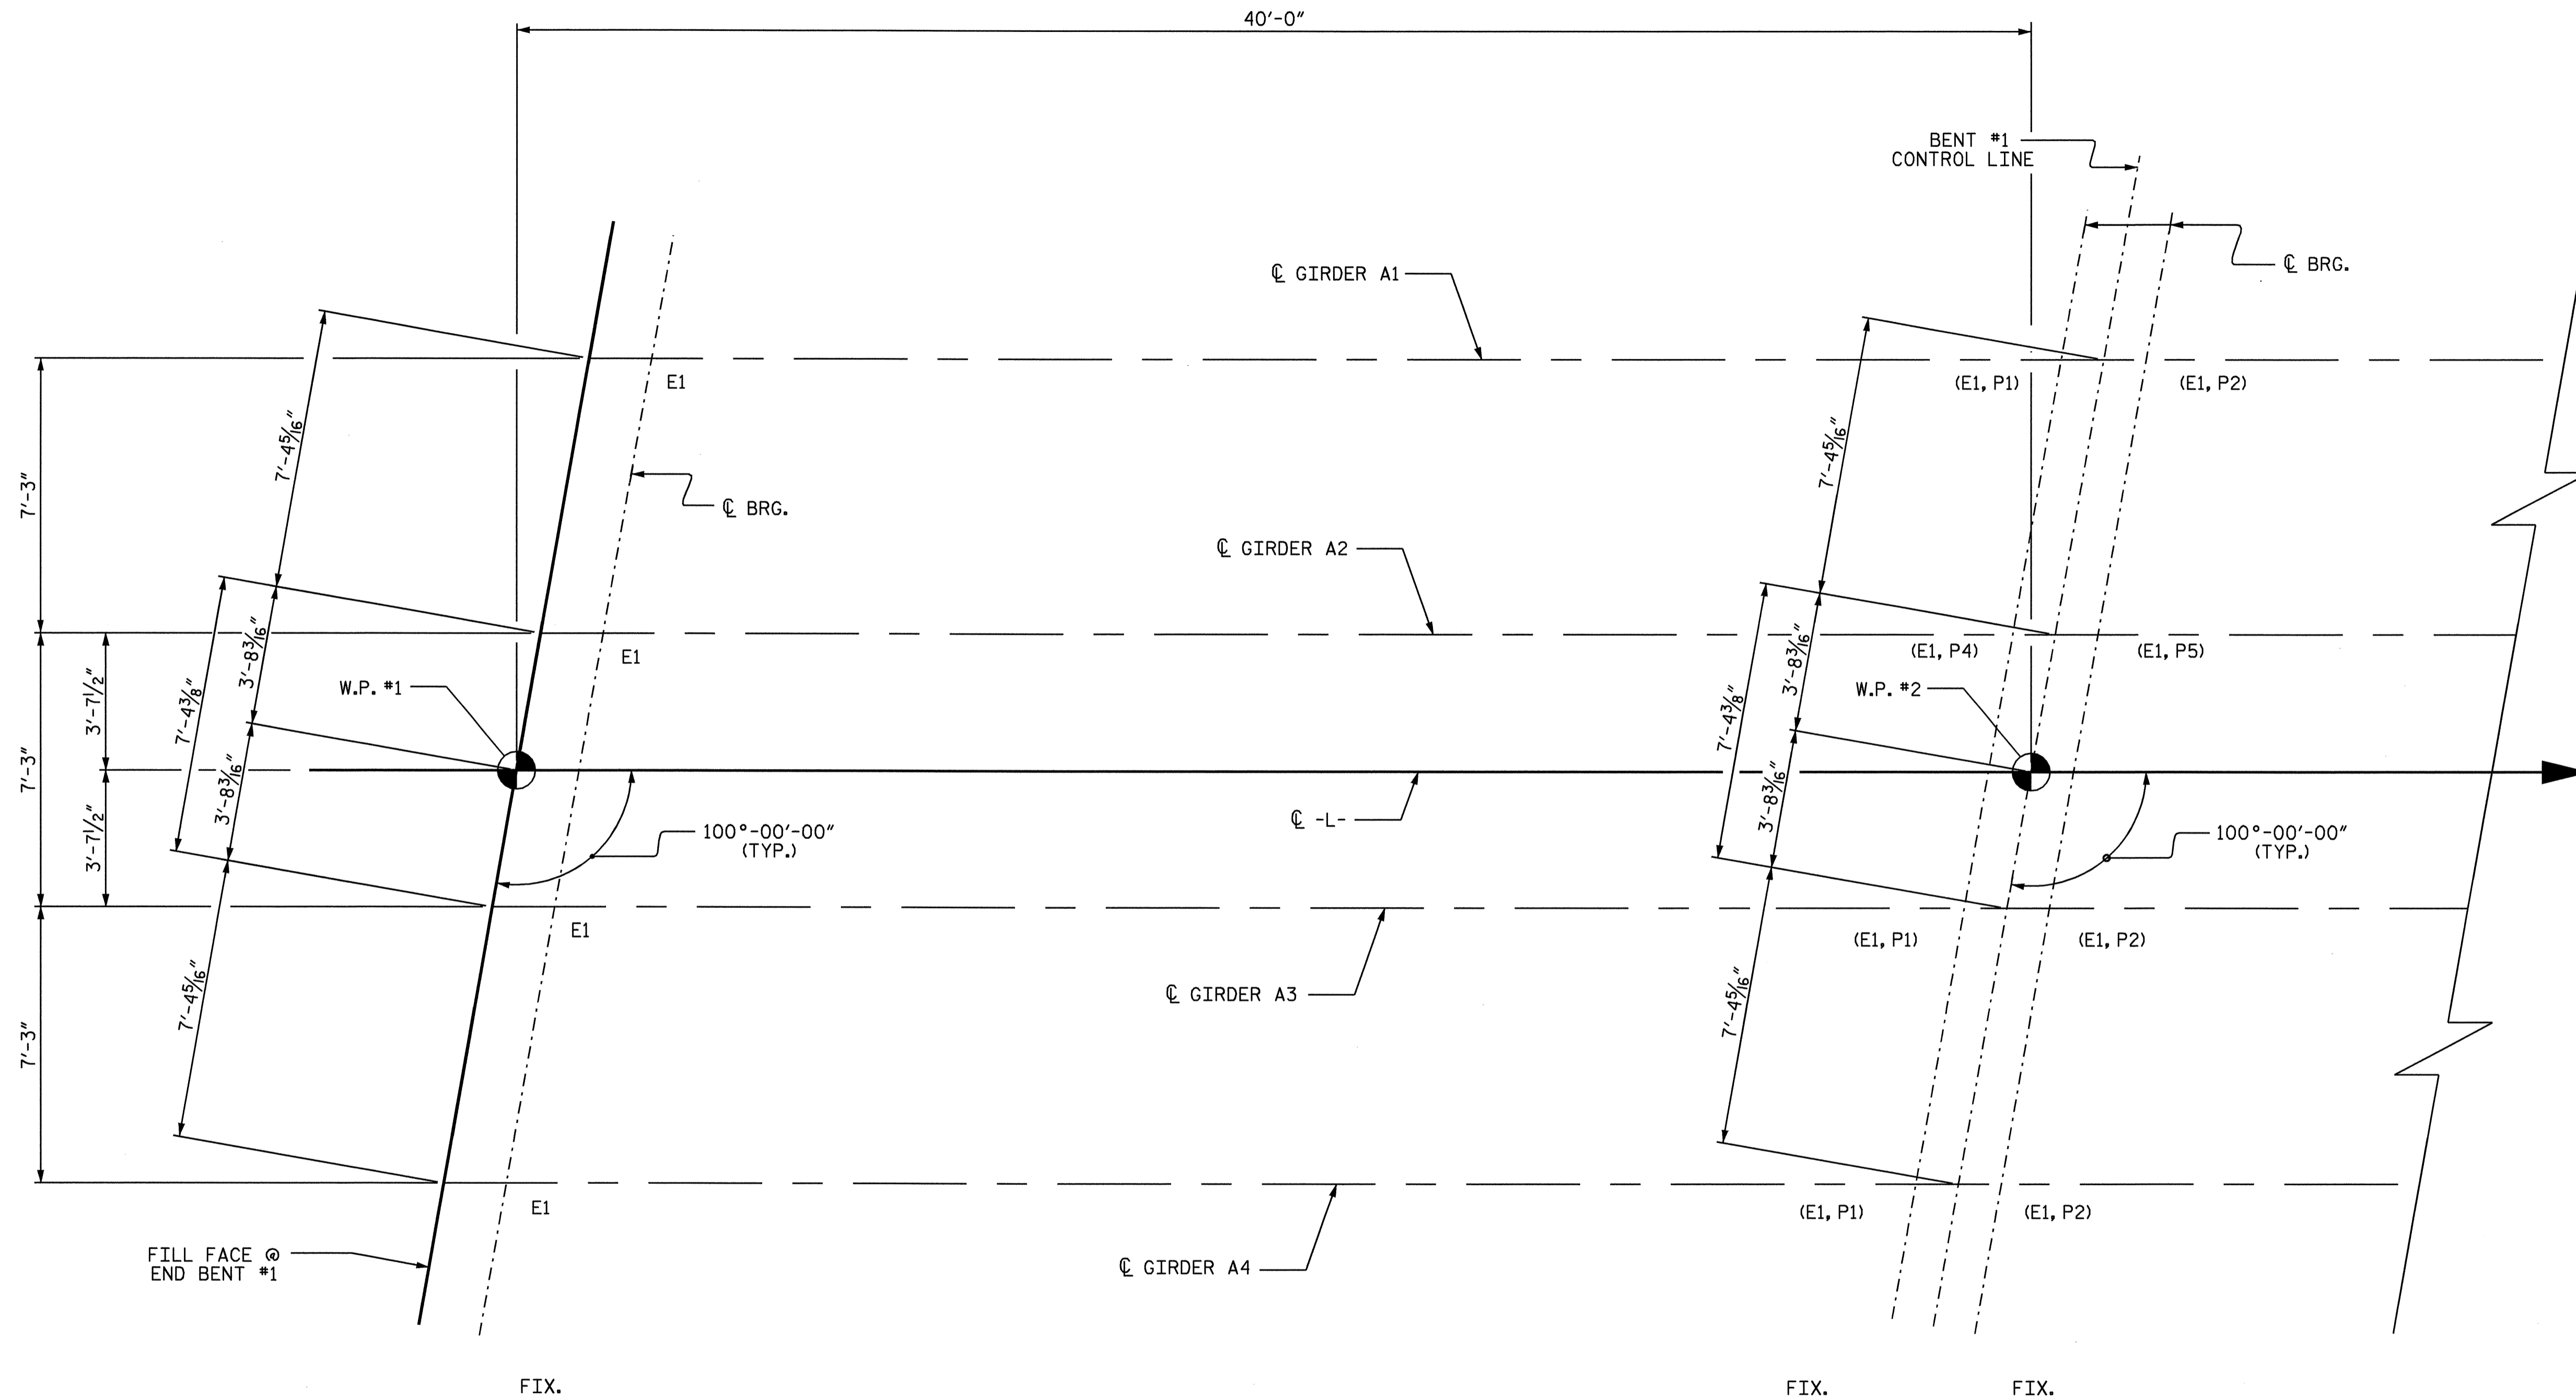 40'-0"
BENT #1
CONTROL LINE
℄ BRG.
℄ GIRDER A1
E1
(E1, P1)
(E1, P2)
7'-4 5/16"
7'-4 5/16"
7'-3"
℄ BRG.
℄ GIRDER A2
E1
(E1, P4)
(E1, P5)
3'-8 3/16"
3'-8 3/16"
3'-7 1/2"
7'-4 3/8"
W.P. #1
7'-4 3/8"
W.P. #2
7'-3"
3'-8 3/16"
3'-8 3/16"
3'-7 1/2"
℄ -L-
100°-00'-00"
(TYP.)
100°-00'-00"
(TYP.)
E1
(E1, P1)
(E1, P2)
7'-4 5/16"
7'-4 5/16"
℄ GIRDER A3
7'-3"
E1
(E1, P1)
(E1, P2)
FILL FACE @
END BENT #1
℄ GIRDER A4
FIX.
FIX.
FIX.